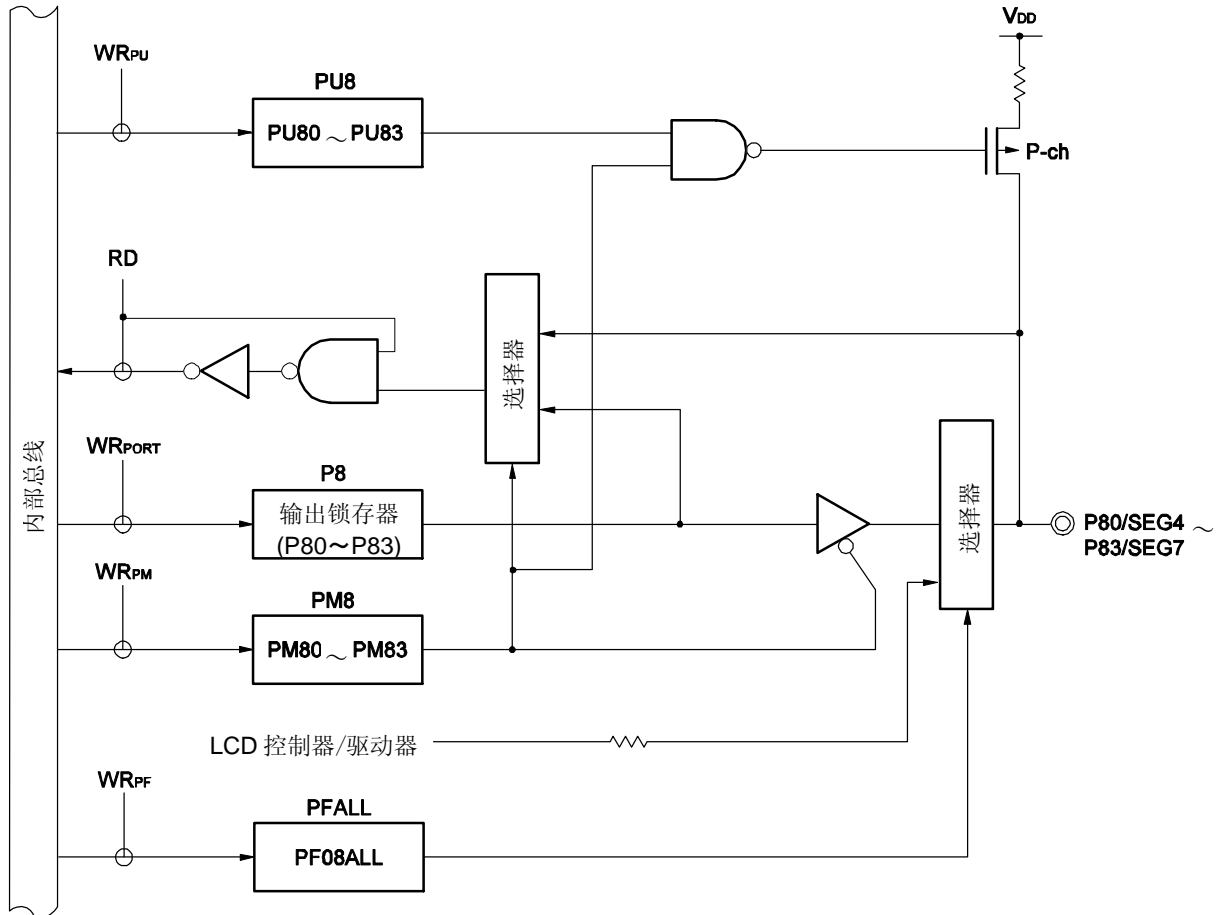 VDD
WRPU
PU8
PU80 ～ PU83
P-ch
RD
选择器
WRPORT
P8
输出锁存器
(P80～P83)
内部总线
选择器
P80/SEG4 ～
P83/SEG7
WRPM
PM8
PM80 ～ PM83
LCD 控制器/驱动器
WRPF
PFALL
PF08ALL